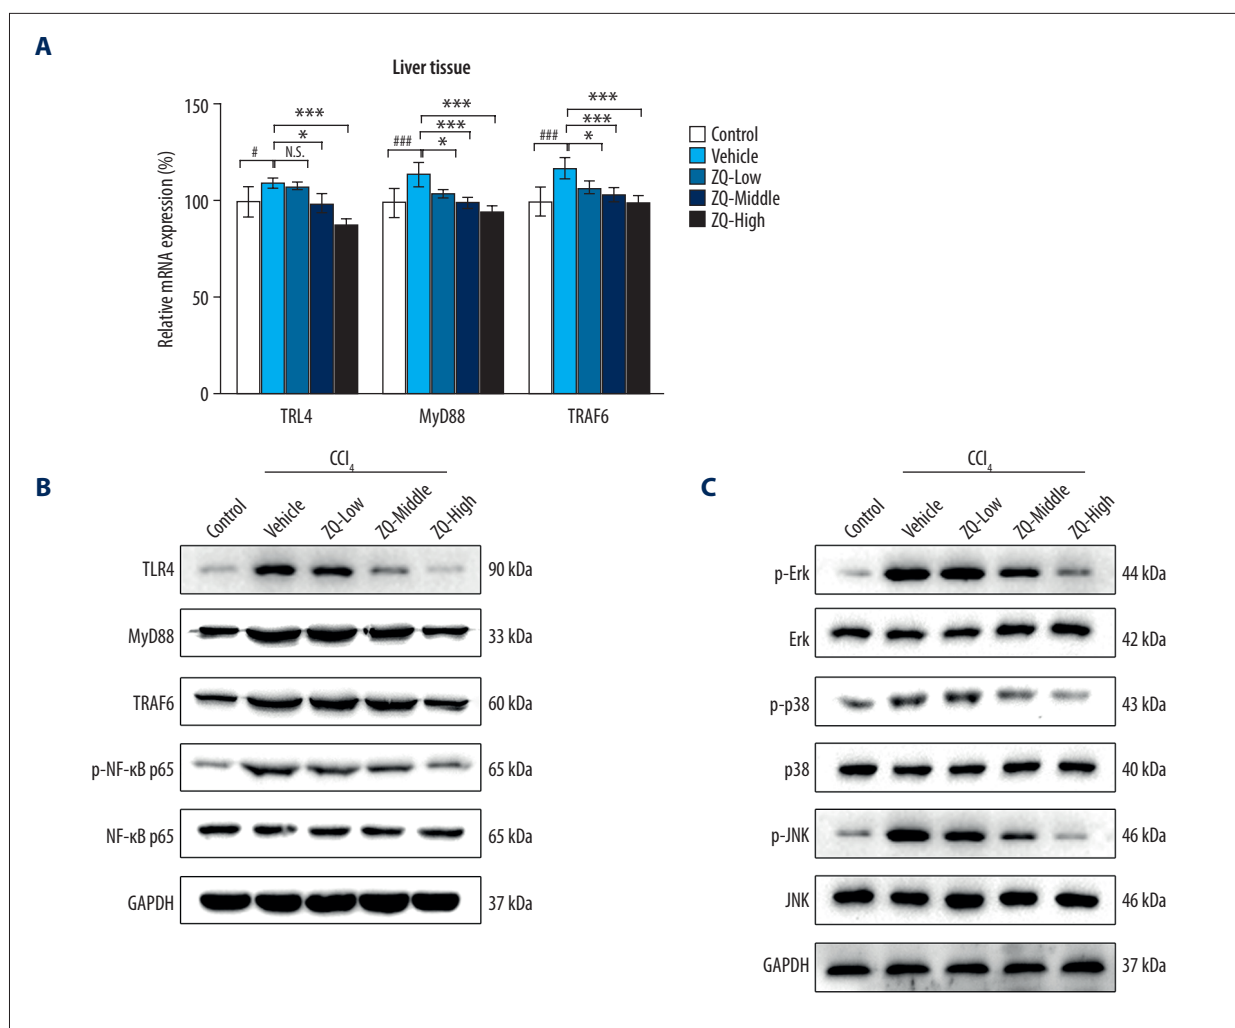 A
Liver tissue
Relative mRNA expression (%)
150
100
50
0
# N.S. * ***
### * *** ***
### * *** ***
TRL4 MyD88 TRAF6
Control
Vehicle
ZQ-Low
ZQ-Middle
ZQ-High
B
CCl4
Control Vehicle ZQ-Low ZQ-Middle ZQ-High
TLR4 90 kDa
MyD88 33 kDa
TRAF6 60 kDa
p-NF-κB p65 65 kDa
NF-κB p65 65 kDa
GAPDH 37 kDa
C
CCl4
Control Vehicle ZQ-Low ZQ-Middle ZQ-High
p-Erk 44 kDa
Erk 42 kDa
p-p38 43 kDa
p38 40 kDa
p-JNK 46 kDa
JNK 46 kDa
GAPDH 37 kDa